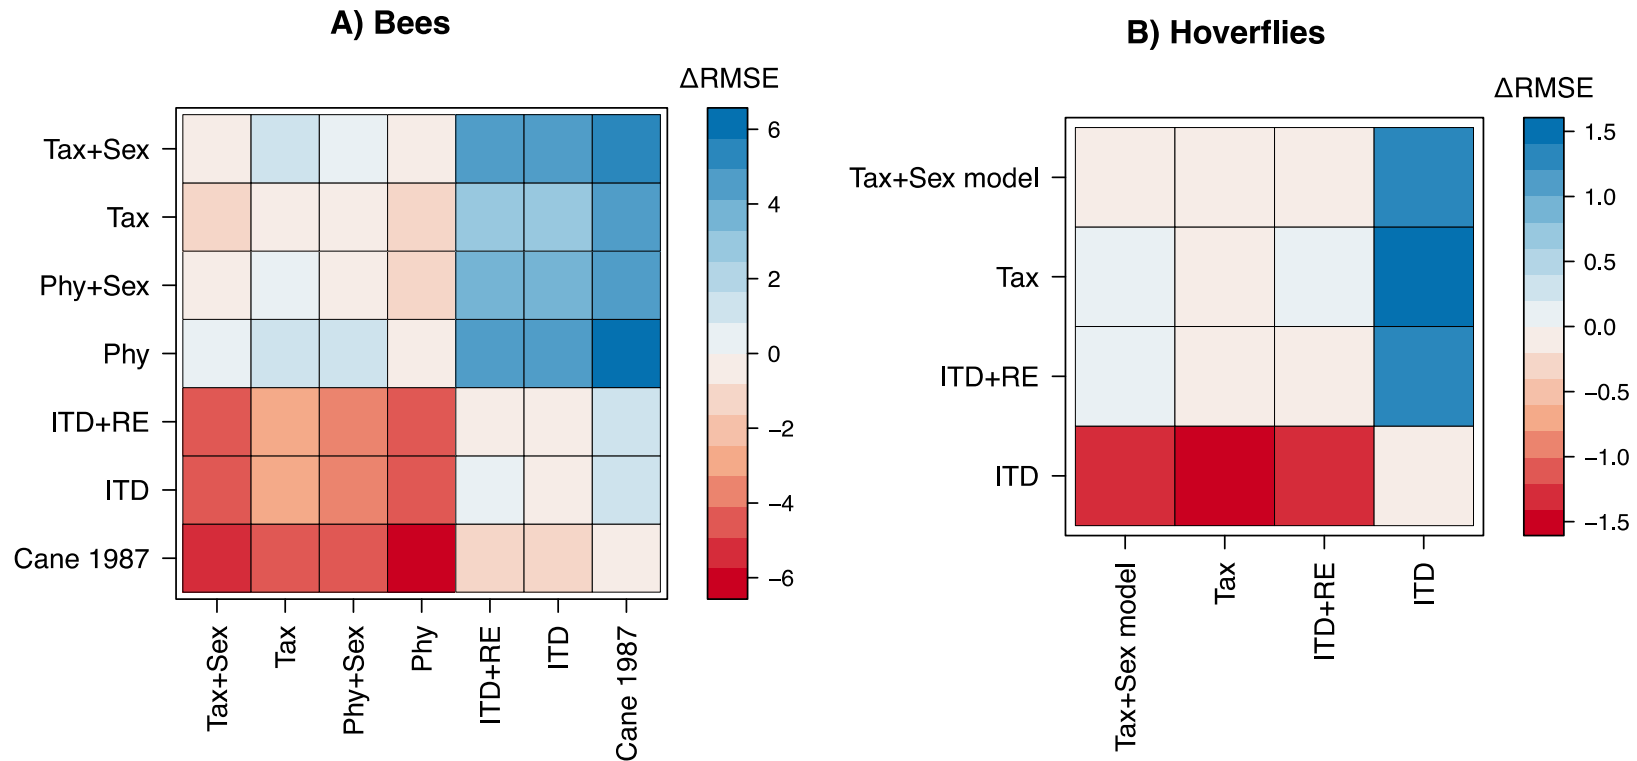 A) Bees
ΔRMSE
Tax+Sex
Tax
Phy+Sex
Phy
ITD+RE
ITD
Cane 1987
6
4
2
0
−2
−4
−6
Tax+Sex
Tax
Phy+Sex
Phy
ITD+RE
ITD
Cane 1987
B) Hoverflies
ΔRMSE
Tax+Sex model
Tax
ITD+RE
ITD
1.5
1.0
0.5
0.0
−0.5
−1.0
−1.5
Tax+Sex model
Tax
ITD+RE
ITD